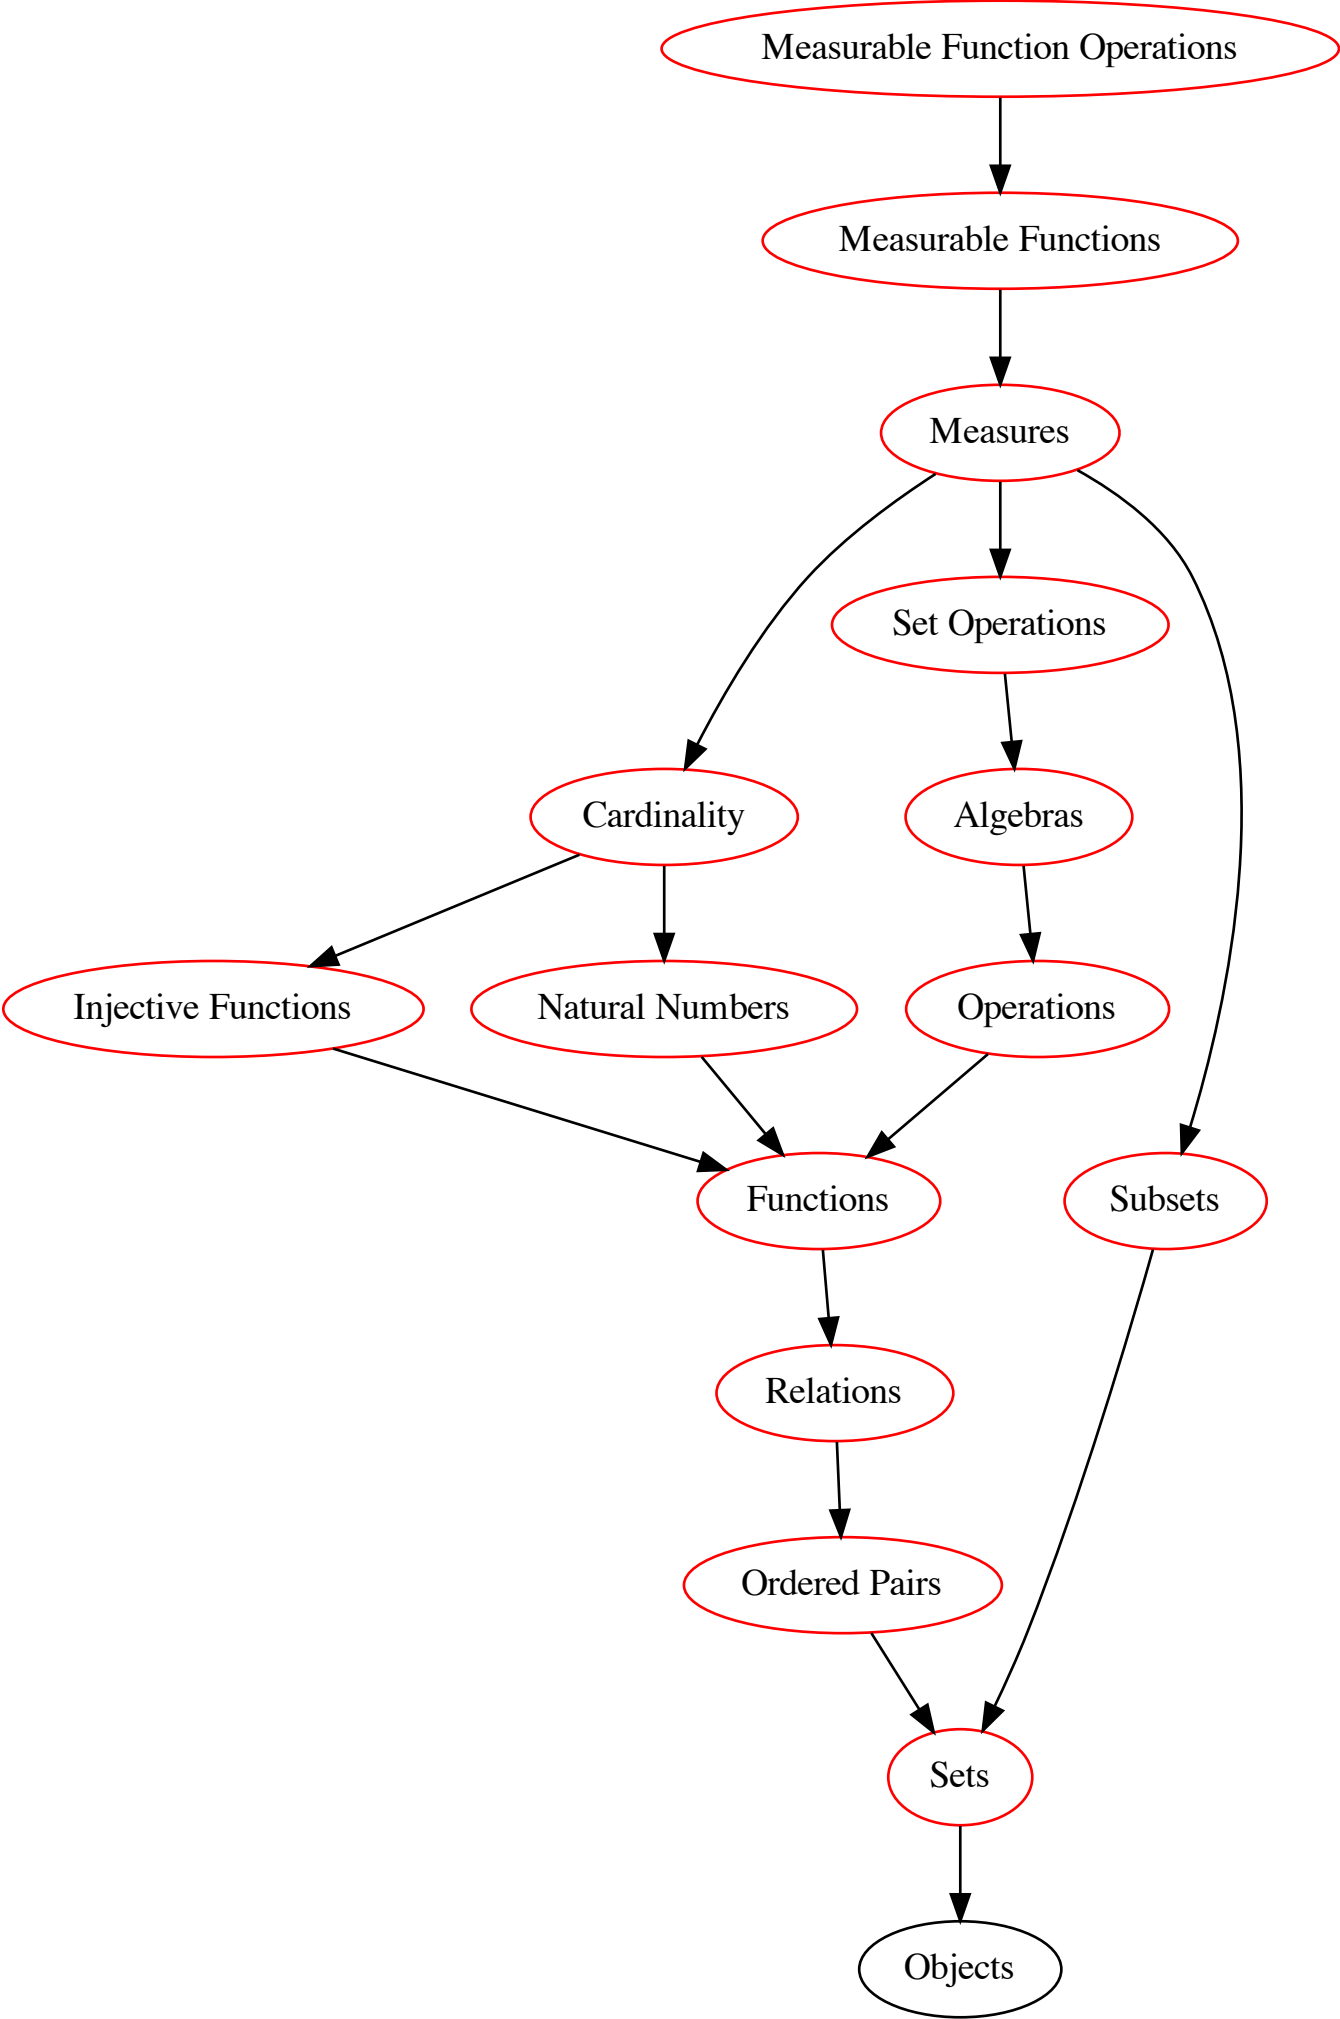 Measurable Function Operations
Measurable Functions
Measures
Set Operations
Cardinality
Algebras
Injective Functions
Natural Numbers
Operations
Functions
Subsets
Relations
Ordered Pairs
Sets
Objects